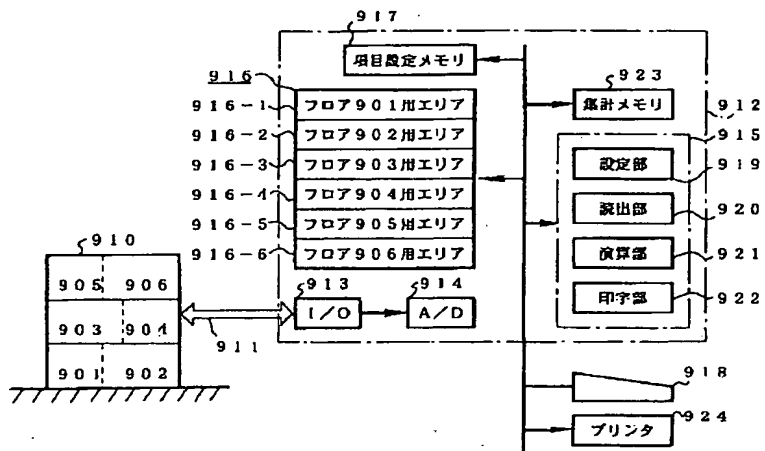 917
項目設定メモリ
916
916-1
フロア901用エリア
916-2
フロア902用エリア
916-3
フロア903用エリア
916-4
フロア904用エリア
916-5
フロア905用エリア
916-6
フロア906用エリア
923
集計メモリ
912
915
設定部
919
読出部
920
演算部
921
印字部
922
910
905 906
903 904
901 902
911
913
I/O
914
A/D
918
924
プリンタ